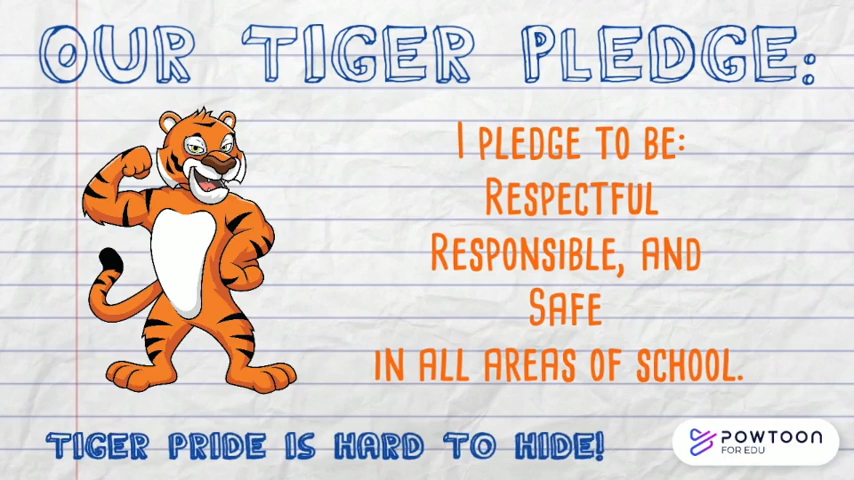 OUR TIGER PLEDGE:
I PLEDGE TO BE:
RESPECTFUL
RESPONSIBLE, AND
SAFE
IN ALL AREAS OF SCHOOL.
TIGER PRIDE IS HARD TO HIDE!
POWTOON
FOR EDU